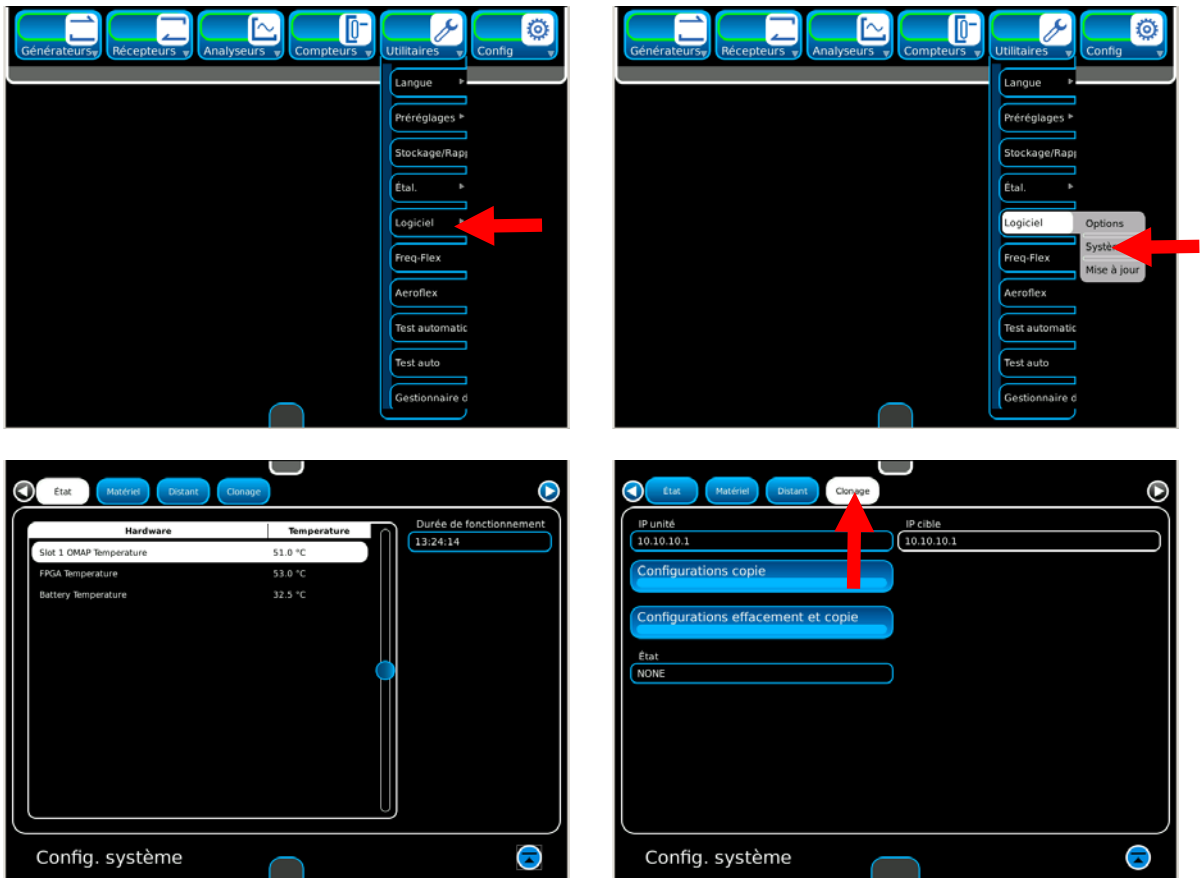 Générateurs Récepteurs Analyseurs Compteurs Utilitaires Config
Langue
Préréglages
Stockage/Rapp
Étal.
Logiciel
Freq-Flex
Aeroflex
Test automatic
Test auto
Gestionnaire d
Générateurs Récepteurs Analyseurs Compteurs Utilitaires Config
Langue
Préréglages
Stockage/Rapp
Étal.
Logiciel Options
Systèm
Freq-Flex
Mise à jour
Aeroflex
Test automatic
Test auto
Gestionnaire d
État Matériel Distant Clonage
Hardware Temperature
Slot 1 OMAP Temperature 51.0 °C
FPGA Temperature 53.0 °C
Battery Temperature 32.5 °C
Durée de fonctionnement
13:24:14
Config. système
État Matériel Distant Clonage
IP unité IP cible
10.10.10.1 10.10.10.1
Configurations copie
Configurations effacement et copie
État
NONE
Config. système